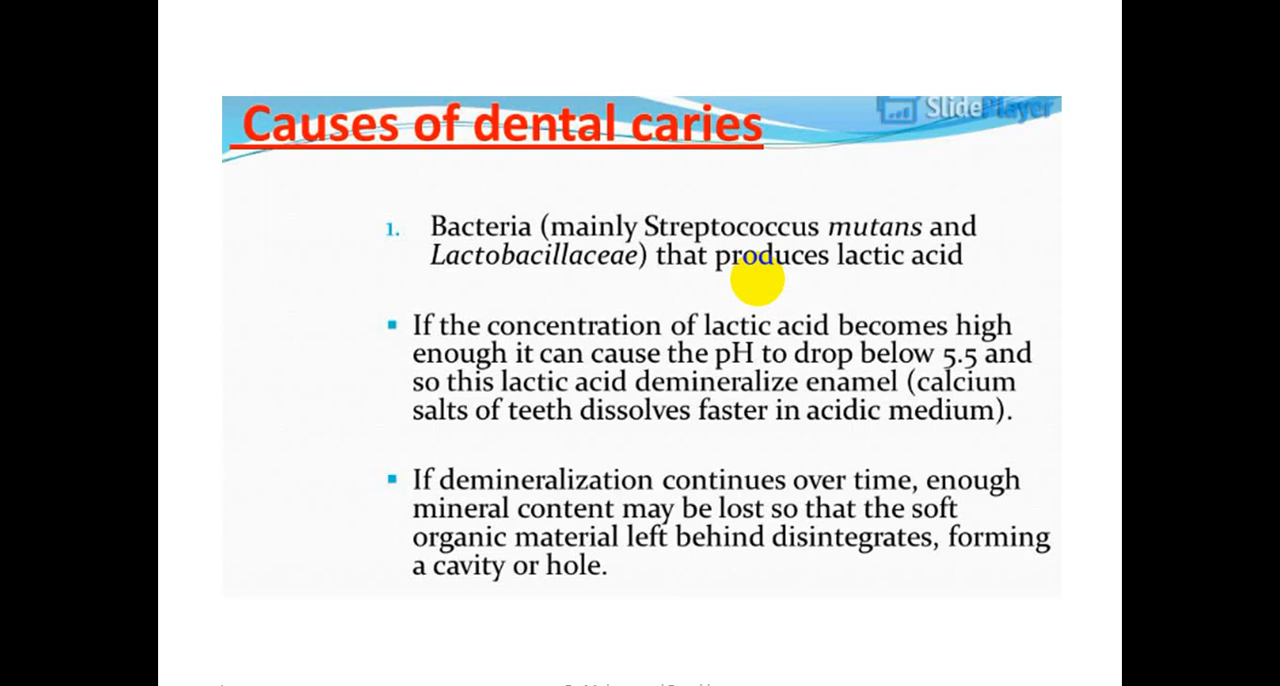 SlidePlayer
Causes of dental caries
1. Bacteria (mainly Streptococcus mutans and
Lactobacillaceae) that produces lactic acid
▪ If the concentration of lactic acid becomes high
enough it can cause the pH to drop below 5.5 and
so this lactic acid demineralize enamel (calcium
salts of teeth dissolves faster in acidic medium).
▪ If demineralization continues over time, enough
mineral content may be lost so that the soft
organic material left behind disintegrates, forming
a cavity or hole.